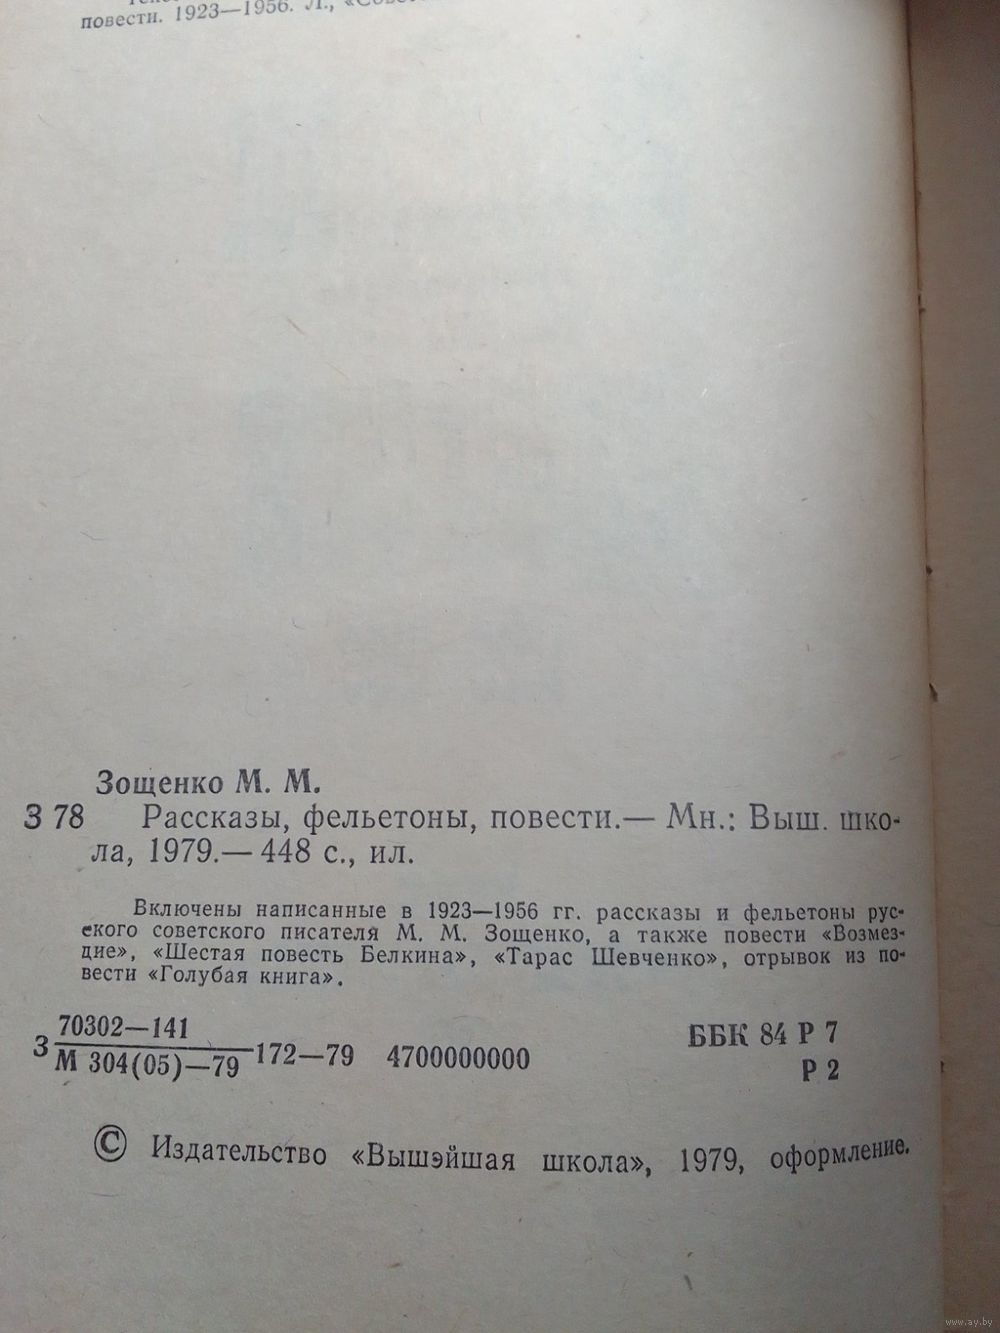 повести. 1923—1956. Л.,
Зощенко М. М.
З 78 Рассказы, фельетоны, повести.— Мн.: Выш. шко-
ла, 1979.— 448 с., ил.
Включены написанные в 1923—1956 гг. рассказы и фельетоны рус-
ского советского писателя М. М. Зощенко, а также повести «Возмез-
дие», «Шестая повесть Белкина», «Тарас Шевченко», отрывок из по-
вести «Голубая книга».
70302—141
З 172—79 4700000000 ББК 84 Р 7
М 304(05)—79 Р 2
© Издательство «Вышэйшая школа», 1979, оформление.
www.ay.by